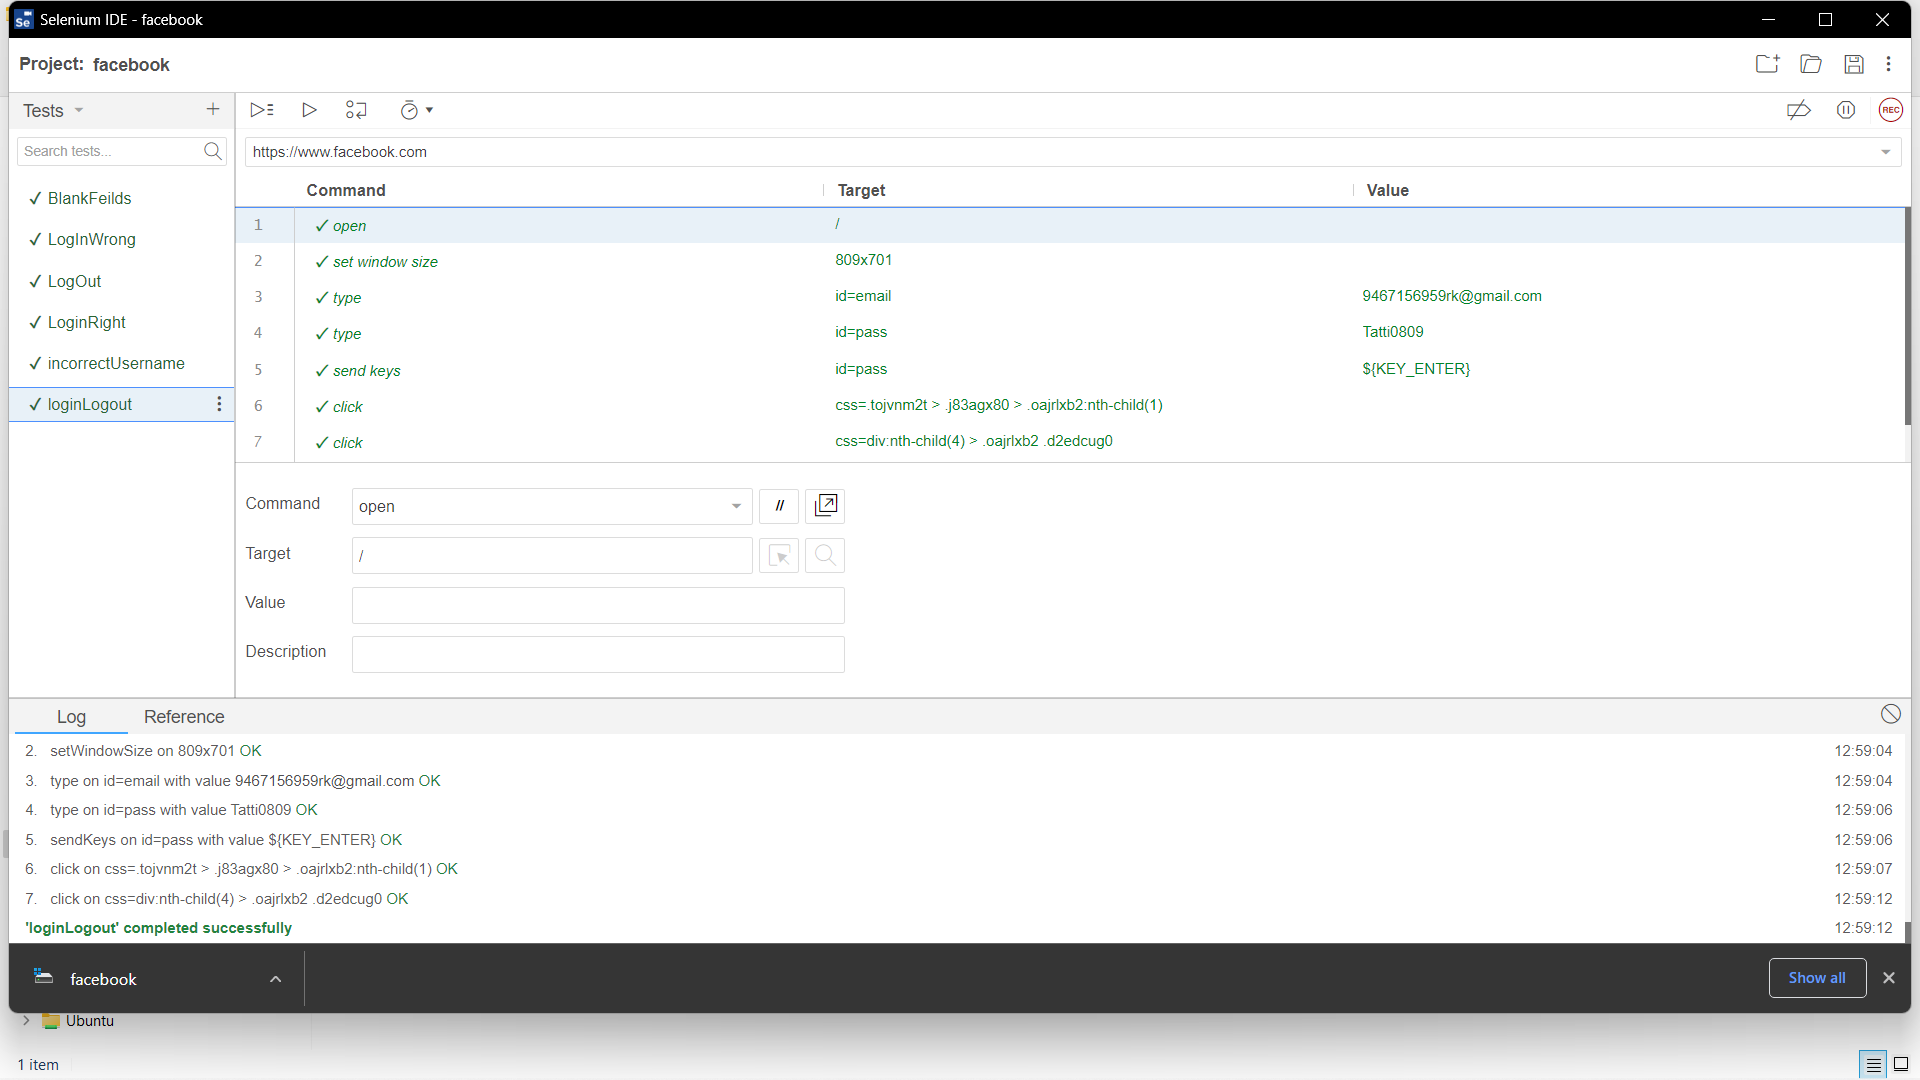 Selenium IDE - facebook
Project: facebook
Tests
Search tests...
✓ BlankFeilds
✓ LogInWrong
✓ LogOut
✓ LoginRight
✓ incorrectUsername
✓ loginLogout
REC
https://www.facebook.com
Command Target Value
1 ✓ open /
2 ✓ set window size 809x701
3 ✓ type id=email 9467156959rk@gmail.com
4 ✓ type id=pass Tatti0809
5 ✓ send keys id=pass ${KEY_ENTER}
6 ✓ click css=.tojvnm2t > .j83agx80 > .oajrlxb2:nth-child(1)
7 ✓ click css=div:nth-child(4) > .oajrlxb2 .d2edcug0
Command open //
Target /
Value
Description
Log Reference
2. setWindowSize on 809x701 OK 12:59:04
3. type on id=email with value 9467156959rk@gmail.com OK 12:59:04
4. type on id=pass with value Tatti0809 OK 12:59:06
5. sendKeys on id=pass with value ${KEY_ENTER} OK 12:59:06
6. click on css=.tojvnm2t > .j83agx80 > .oajrlxb2:nth-child(1) OK 12:59:07
7. click on css=div:nth-child(4) > .oajrlxb2 .d2edcug0 OK 12:59:12
'loginLogout' completed successfully 12:59:12
facebook Show all
Ubuntu
1 item